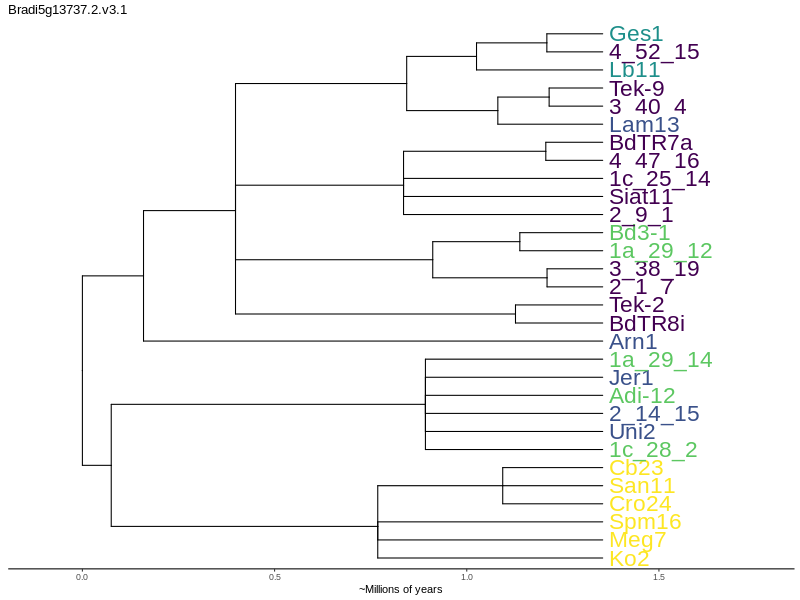 Bradi5g13737.2.v3.1
Ges1
4_52_15
Lb11
Tek-9
3_40_4
Lam13
BdTR7a
4_47_16
1c_25_14
Siat11
2_9_1
Bd3-1
1a_29_12
3_38_19
2_1_7
Tek-2
BdTR8i
Arn1
1a_29_14
Jer1
Adi-12
2_14_15
Uni2
1c_28_2
Cb23
San11
Cro24
Spm16
Meg7
Ko2
0.0 0.5 1.0 1.5
~Millions of years